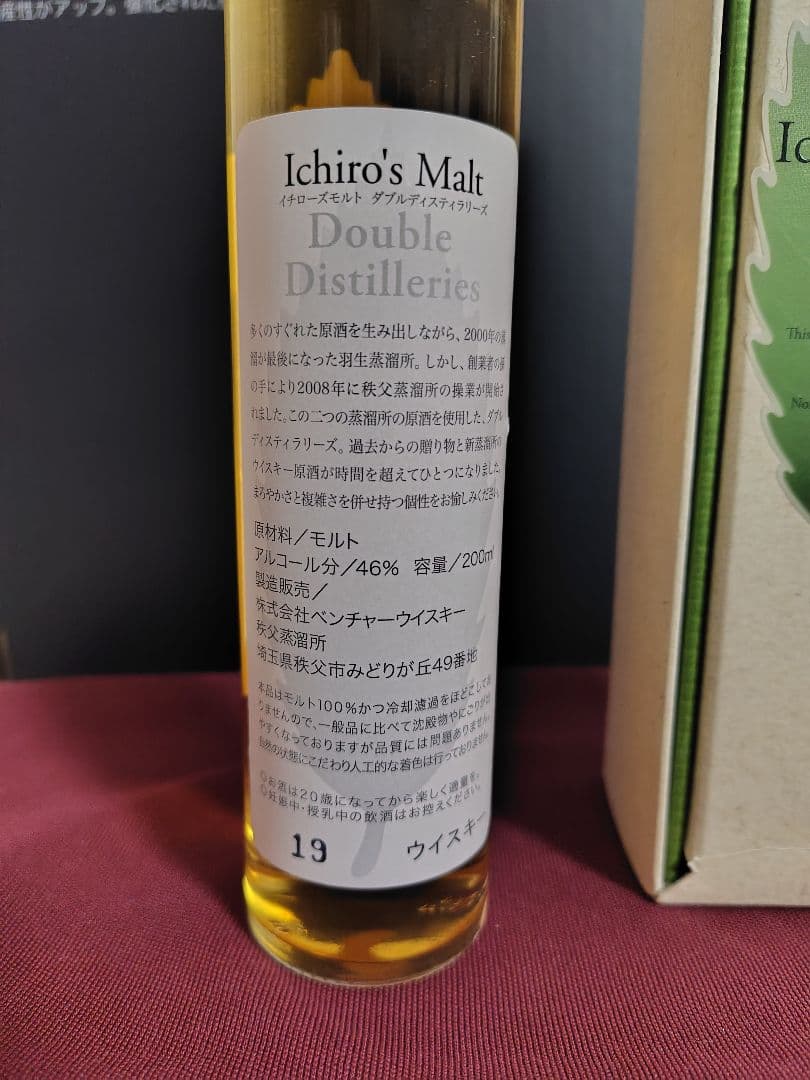 産性がアップ。強化された
Ichiro's Malt
イチローズモルト ダブルディスティラリーズ
Double
Distilleries
多くのすぐれた原酒を生み出しながら、2000年の蒸
溜が最後になった羽生蒸溜所。しかし、創業者の孫
の手により2008年に秩父蒸溜所の操業が開始さ
れました。この二つの蒸溜所の原酒を使用した、ダブル
ディスティラリーズ。過去からの贈り物と新蒸溜所の
ウイスキー原酒が時間を超えてひとつになりました。
まろやかさと複雑さを併せ持つ個性をお愉しみください。
原材料／モルト
アルコール分／46% 容量／200ml
製造販売／
株式会社ベンチャーウイスキー
秩父蒸溜所
埼玉県秩父市みどりが丘49番地
本品はモルト100%かつ冷却濾過をほどこしてお
りませんので、一般品に比べて沈殿物やにごりが出
やすくなっておりますが品質には問題ありません。
自然の状態にこだわり人工的な着色は行っておりません。
◎お酒は20歳になってから楽しく適量を。
◎妊娠中・授乳中の飲酒はお控えください。
19
ウイスキー
Ic
This
No.